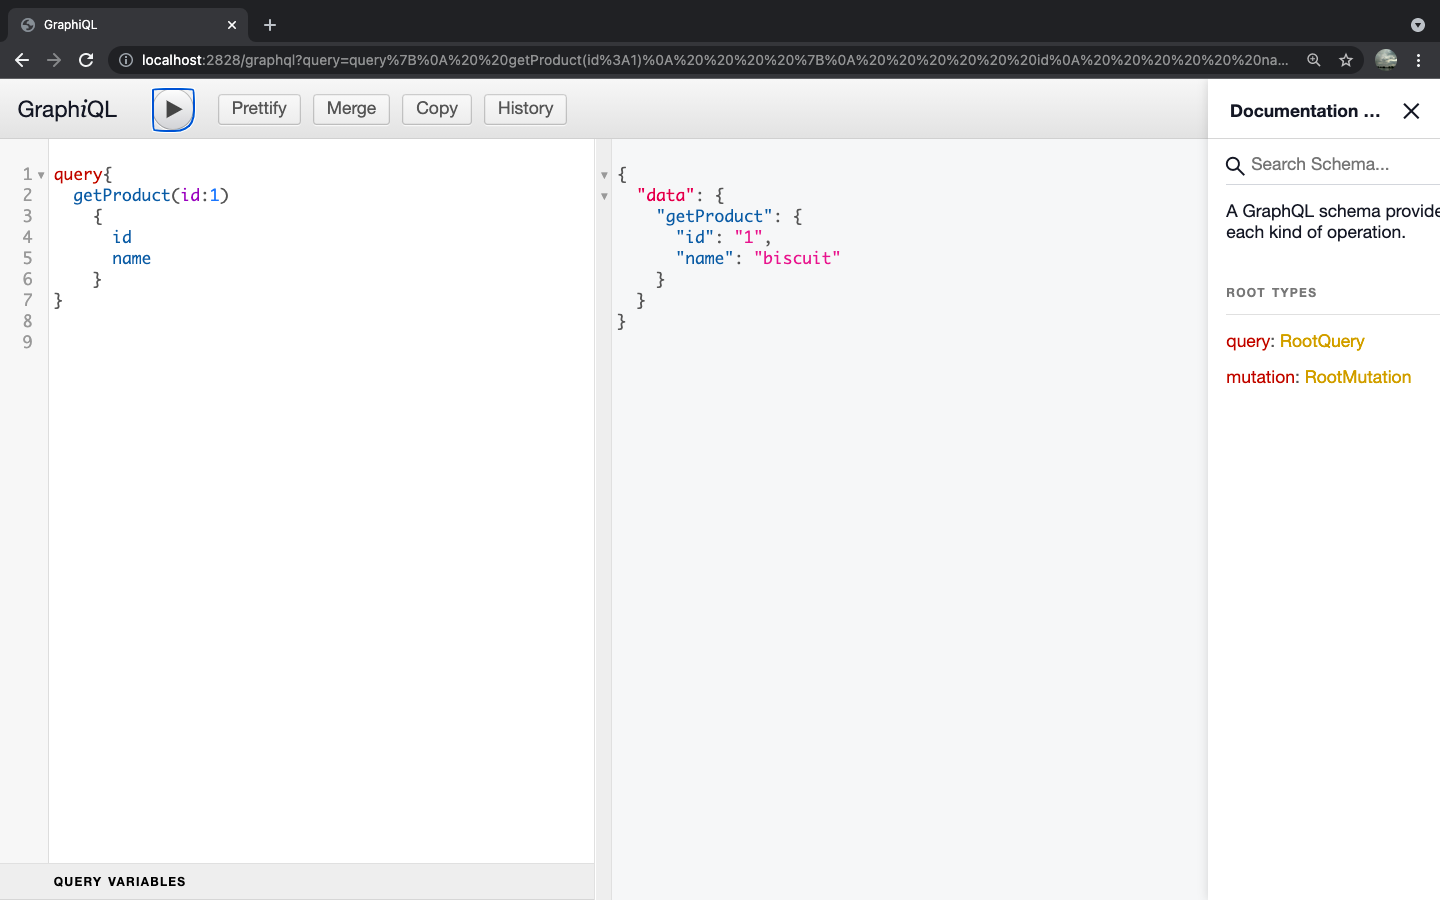 GraphiQL
localhost:2828/graphql?query=query%7B%0A%20%20getProduct(id%3A1)%0A%20%20%20%20%7B%0A%20%20%20%20%20%20id%0A%20%20%20%20%20%20na...
GraphiQL
Prettify
Merge
Copy
History
Documentation ...
1 query{
2 getProduct(id:1)
3 {
4 id
5 name
6 }
7 }
8
9
{
"data": {
"getProduct": {
"id": "1",
"name": "biscuit"
}
}
}
Search Schema...
A GraphQL schema provide
each kind of operation.
ROOT TYPES
query: RootQuery
mutation: RootMutation
QUERY VARIABLES